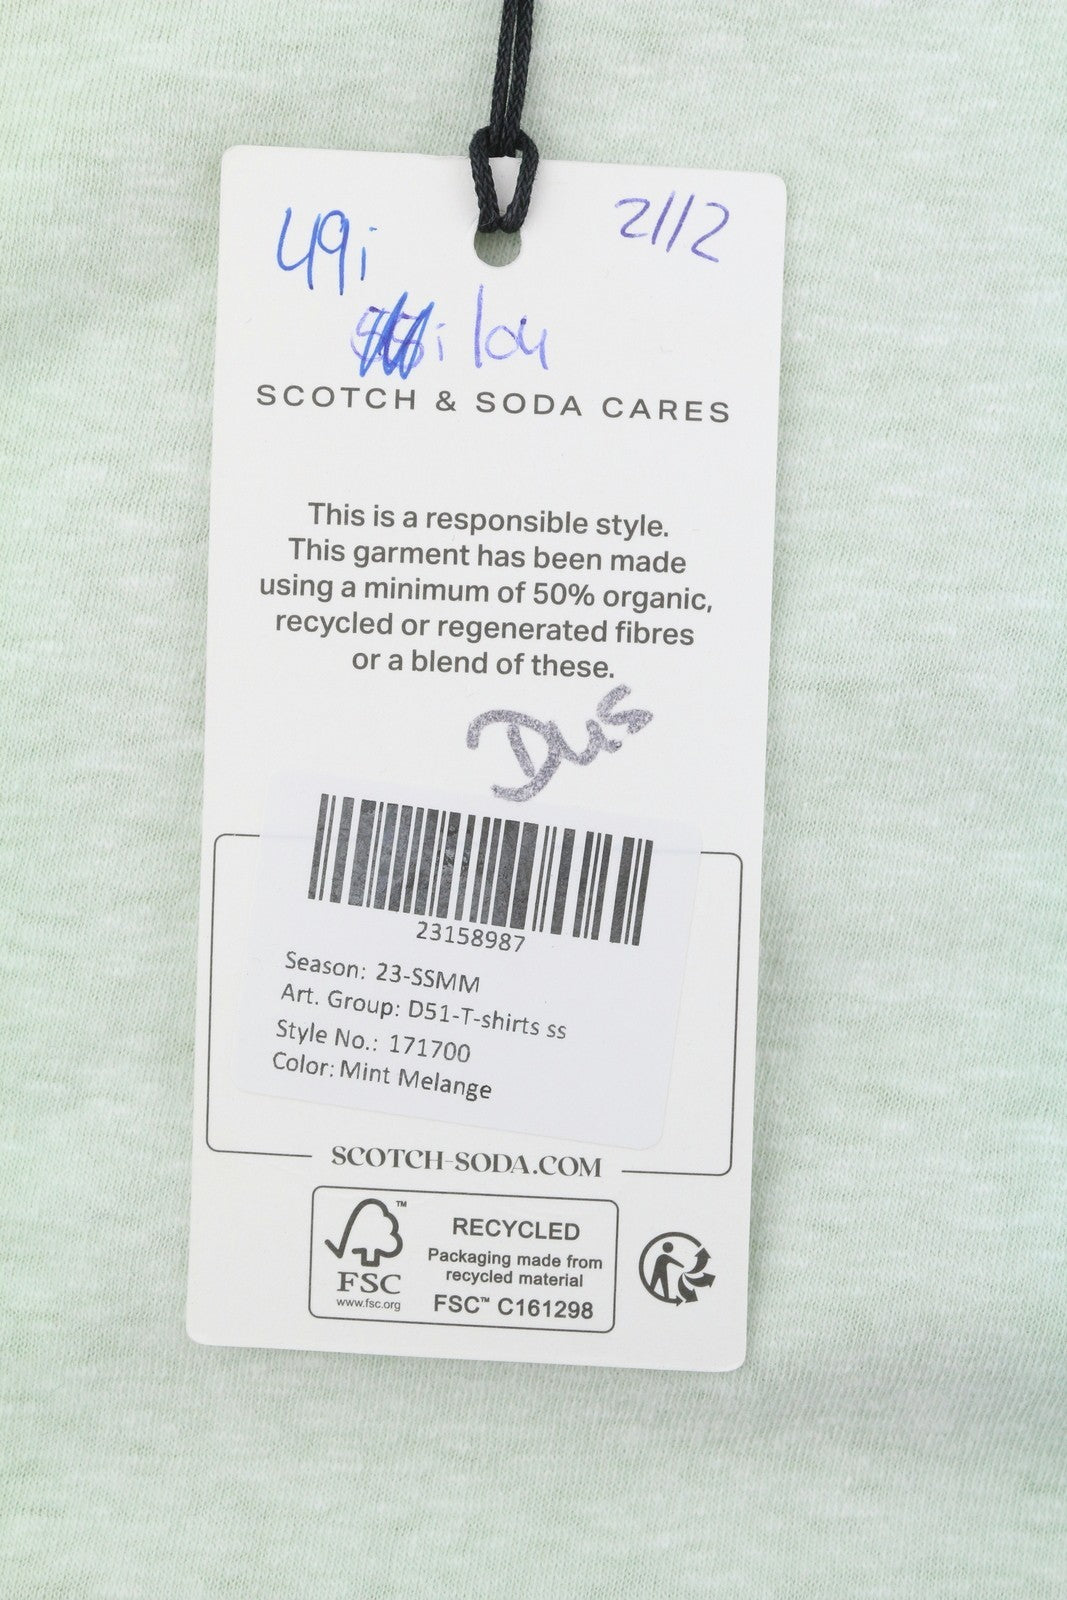 49i
2112
SCOTCH & SODA CARES
This is a responsible style.
This garment has been made
using a minimum of 50% organic,
recycled or regenerated fibres
or a blend of these.
23158987
Season: 23-SSMM
Art. Group: D51-T-shirts ss
Style No.: 171700
Color: Mint Melange
SCOTCH-SODA.COM
FSC
www.fsc.org
RECYCLED
Packaging made from
recycled material
FSC™ C161298